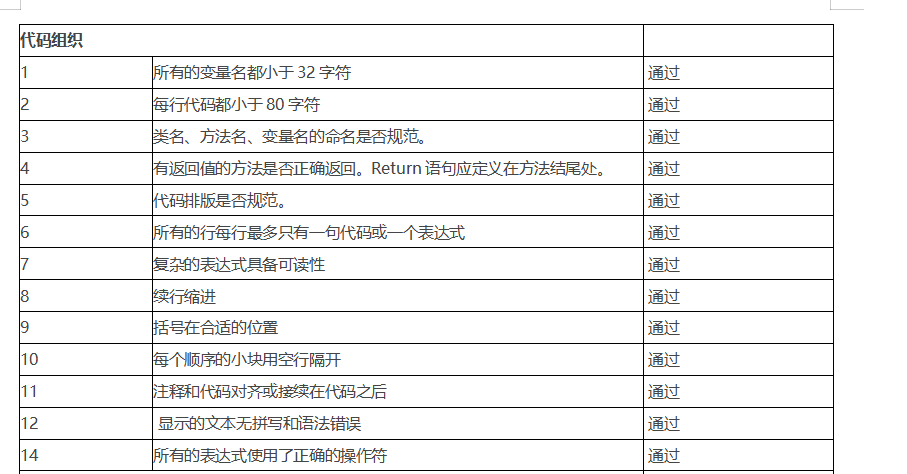 代码组织
1 所有的变量名都小于 32 字符 通过
2 每行代码都小于 80 字符 通过
3 类名、方法名、变量名的命名是否规范。 通过
4 有返回值的方法是否正确返回。Return 语句应定义在方法结尾处。 通过
5 代码排版是否规范。 通过
6 所有的行每行最多只有一句代码或一个表达式 通过
7 复杂的表达式具备可读性 通过
8 续行缩进 通过
9 括号在合适的位置 通过
10 每个顺序的小块用空行隔开 通过
11 注释和代码对齐或接续在代码之后 通过
12 显示的文本无拼写和语法错误 通过
14 所有的表达式使用了正确的操作符 通过